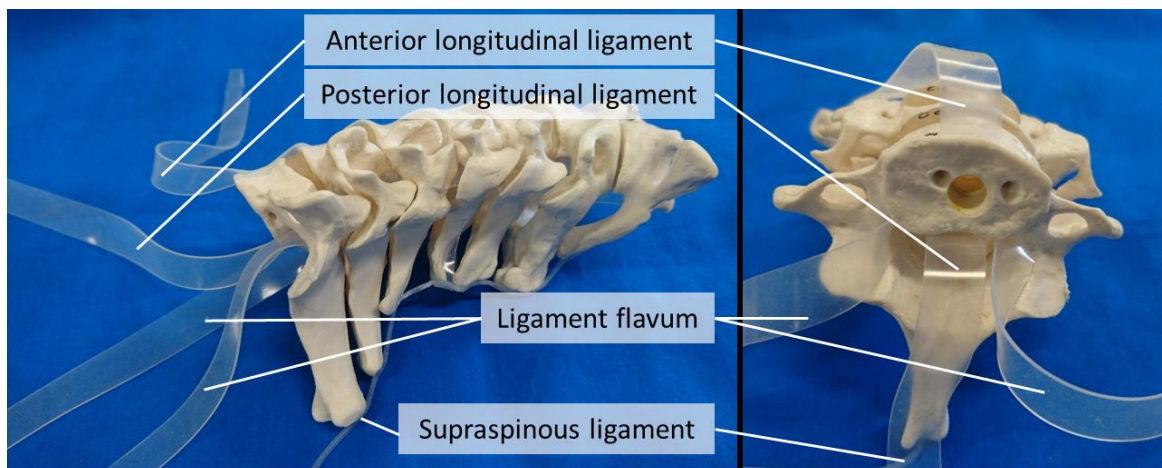 Anterior longitudinal ligament
Posterior longitudinal ligament
Ligament flavum
Supraspinous ligament